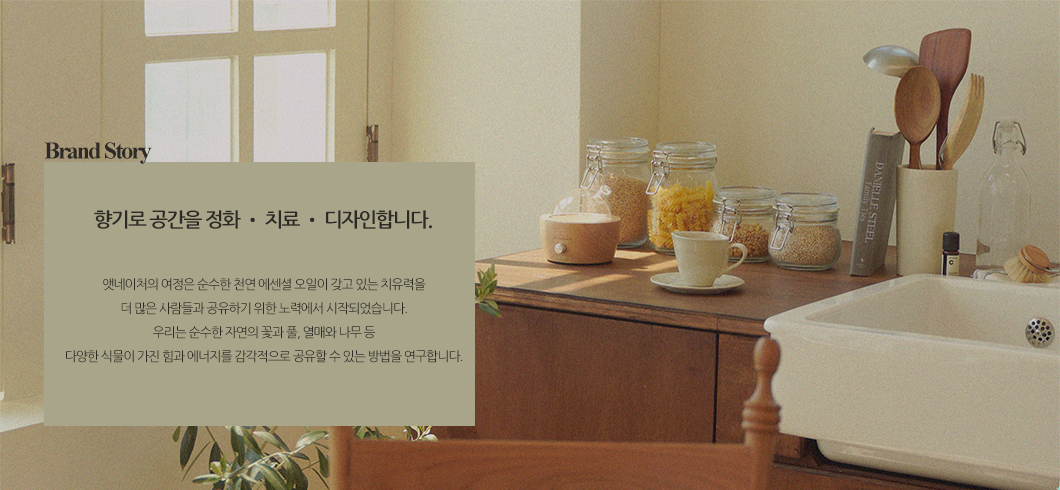 Brand Story
향기로 공간을 정화 • 치료 • 디자인합니다.
앳네이처의 여정은 순수한 천연 에센셜 오일이 갖고 있는 치유력을
더 많은 사람들과 공유하기 위한 노력에서 시작되었습니다.
우리는 순수한 자연의 꽃과 풀, 열매와 나무 등
다양한 식물이 가진 힘과 에너지를 감각적으로 공유할 수 있는 방법을 연구합니다.
DANIELLE STEEL
Family Ties
C